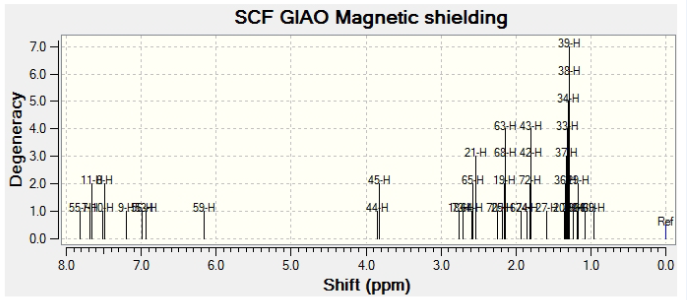 SCF GIAO Magnetic shielding
39-H
7.0
38-H
6.0
34-H
5.0
63-H 43-H 33-H
4.0
21-H 68-H 42-H 37-H
3.0
45-H 65-H 19-H 72-H
2.0
9-H 59-H 44-H 27-H
1.0
Ref
0.0
Degeneracy
8.0 7.0 6.0 5.0 4.0 3.0 2.0 1.0 0.0
Shift (ppm)